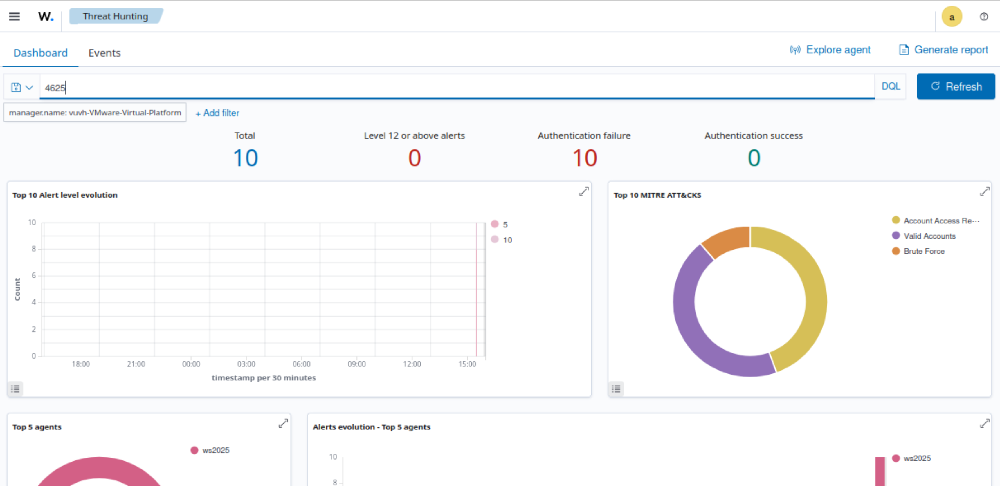 W. Threat Hunting a
Dashboard Events Explore agent Generate report
4625 DQL Refresh
manager.name: vuvh-VMware-Virtual-Platform + Add filter
Total Level 12 or above alerts Authentication failure Authentication success
10 0 10 0
Top 10 Alert level evolution
10
8
6
4
2
0
Count
18:00 21:00 00:00 03:00 06:00 09:00 12:00 15:00
timestamp per 30 minutes
5
10
Top 10 MITRE ATT&CKS
Account Access Re...
Valid Accounts
Brute Force
Top 5 agents
ws2025
Alerts evolution - Top 5 agents
10
8
ws2025